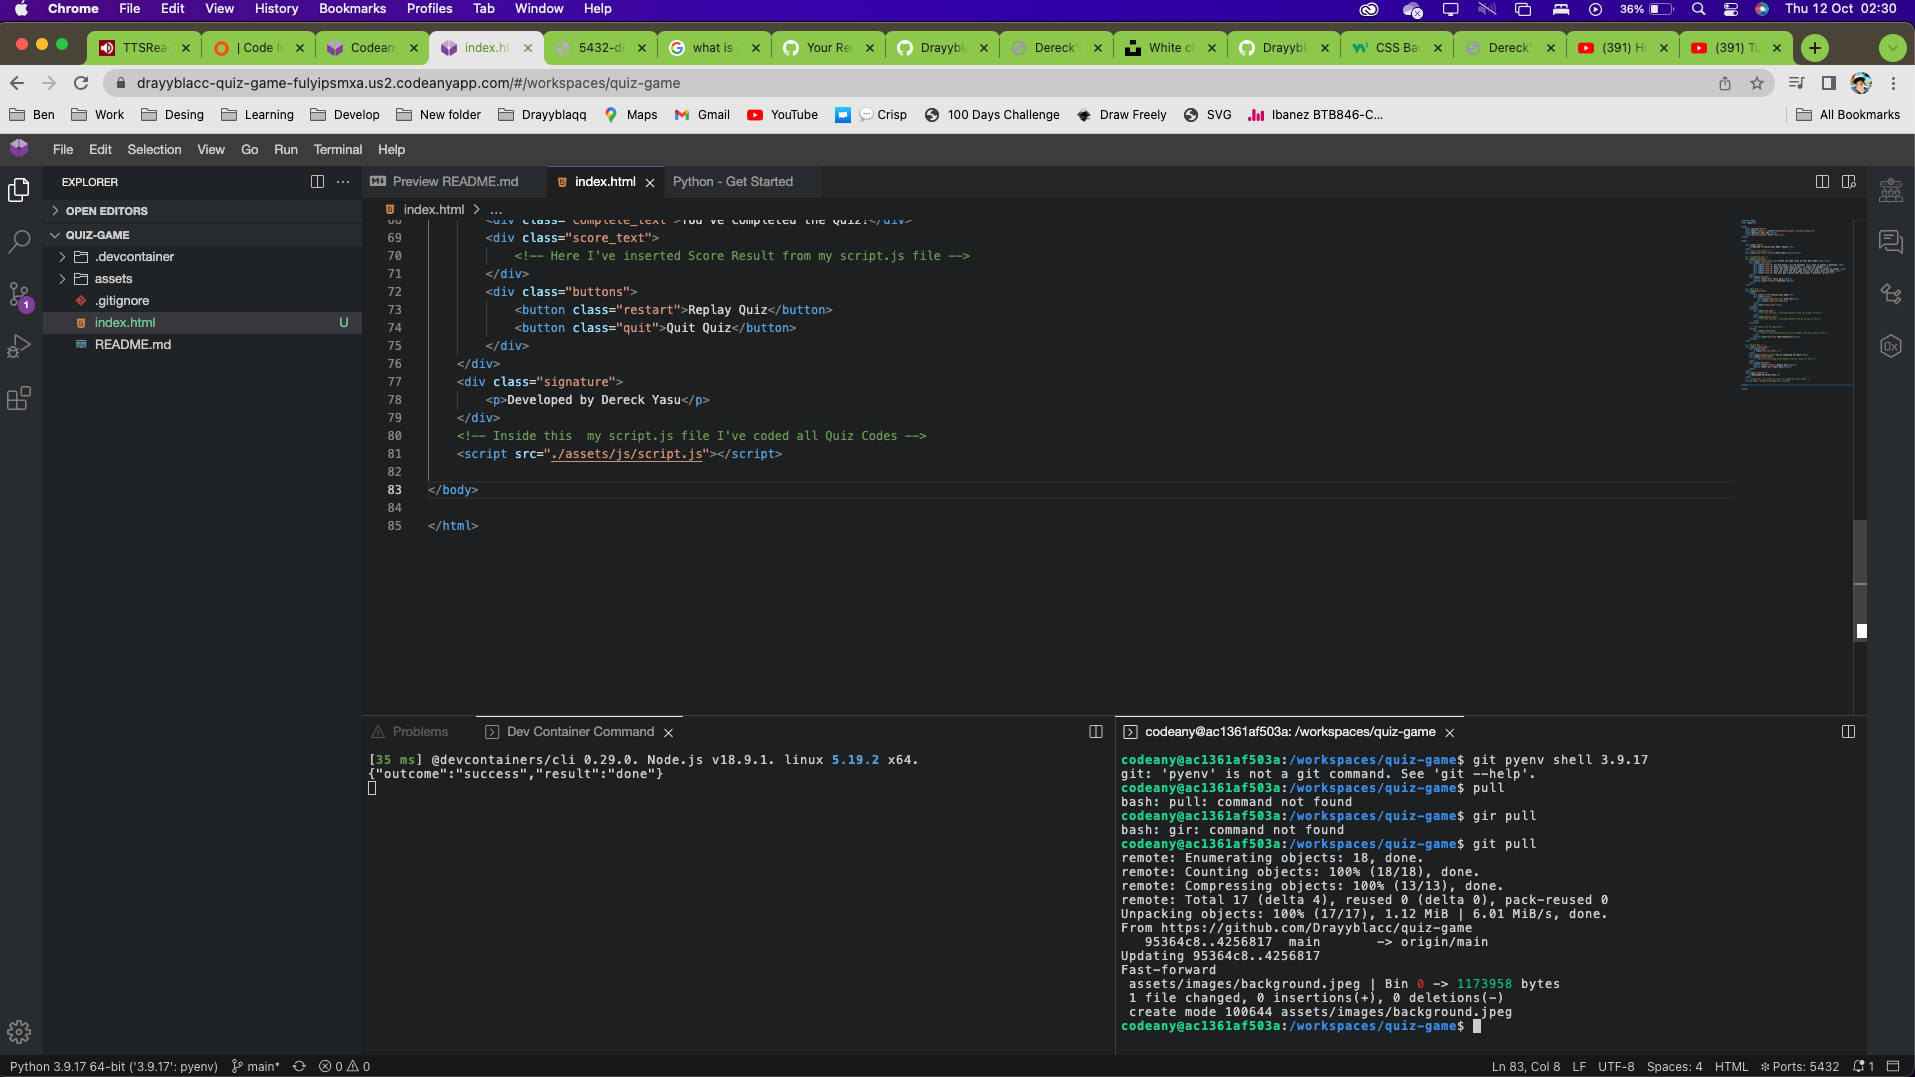 Chrome File Edit View History Bookmarks Profiles Tab Window Help 36% Thu 12 Oct 02:30
TTSRea | Code I Codean index.ht 5432-d what is Your Re Drayybl Dereck' White c Drayybl CSS Ba Dereck' (391) H (391) Tu
drayyblacc-quiz-game-fulyipsmxa.us2.codeanyapp.com/#/workspaces/quiz-game
Ben Work Desing Learning Develop New folder Drayyblaqq Maps Gmail YouTube Crisp 100 Days Challenge Draw Freely SVG Ibanez BTB846-C... All Bookmarks
File Edit Selection View Go Run Terminal Help
EXPLORER
OPEN EDITORS
QUIZ-GAME
.devcontainer
assets
.gitignore
index.html U
README.md
1
Preview README.md index.html Python - Get Started
index.html > ...
68 <div class="complete_text">You've completed the Quiz!</div>
69 <div class="score_text">
70 <!-- Here I've inserted Score Result from my script.js file -->
71 </div>
72 <div class="buttons">
73 <button class="restart">Replay Quiz</button>
74 <button class="quit">Quit Quiz</button>
75 </div>
76 </div>
77 <div class="signature">
78 <p>Developed by Dereck Yasu</p>
79 </div>
80 <!-- Inside this  my script.js file I've coded all Quiz Codes -->
81 <script src="./assets/js/script.js"></script>
82
83 </body>
84
85 </html>
0x
Problems Dev Container Command
[35 ms] @devcontainers/cli 0.29.0. Node.js v18.9.1. linux 5.19.2 x64.
{"outcome":"success","result":"done"}
codeany@ac1361af503a: /workspaces/quiz-game
codeany@ac1361af503a:/workspaces/quiz-game$ git pyenv shell 3.9.17
git: 'pyenv' is not a git command. See 'git --help'.
codeany@ac1361af503a:/workspaces/quiz-game$ pull
bash: pull: command not found
codeany@ac1361af503a:/workspaces/quiz-game$ gir pull
bash: gir: command not found
codeany@ac1361af503a:/workspaces/quiz-game$ git pull
remote: Enumerating objects: 18, done.
remote: Counting objects: 100% (18/18), done.
remote: Compressing objects: 100% (13/13), done.
remote: Total 17 (delta 4), reused 0 (delta 0), pack-reused 0
Unpacking objects: 100% (17/17), 1.12 MiB | 6.01 MiB/s, done.
From https://github.com/Drayyblacc/quiz-game
95364c8..4256817 main -> origin/main
Updating 95364c8..4256817
Fast-forward
assets/images/background.jpeg | Bin 0 -> 1173958 bytes
1 file changed, 0 insertions(+), 0 deletions(-)
create mode 100644 assets/images/background.jpeg
codeany@ac1361af503a:/workspaces/quiz-game$
Python 3.9.17 64-bit ('3.9.17': pyenv) main* 0 0 Ln 83, Col 8 LF UTF-8 Spaces: 4 HTML Ports: 5432 1